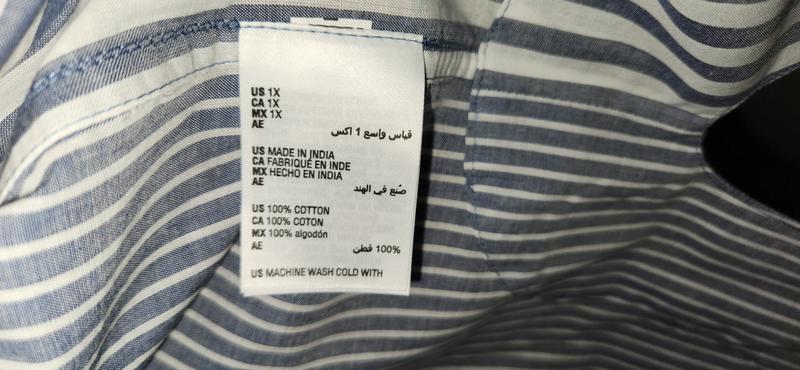 US 1X
CA 1X
MX 1X
AE
قياس واسع 1 اكس
US MADE IN INDIA
CA FABRIQUÉ EN INDE
MX HECHO EN INDIA
AE
صُنع في الهند
US 100% COTTON
CA 100% COTON
MX 100% algodón
AE 100% قطن
US MACHINE WASH COLD WITH